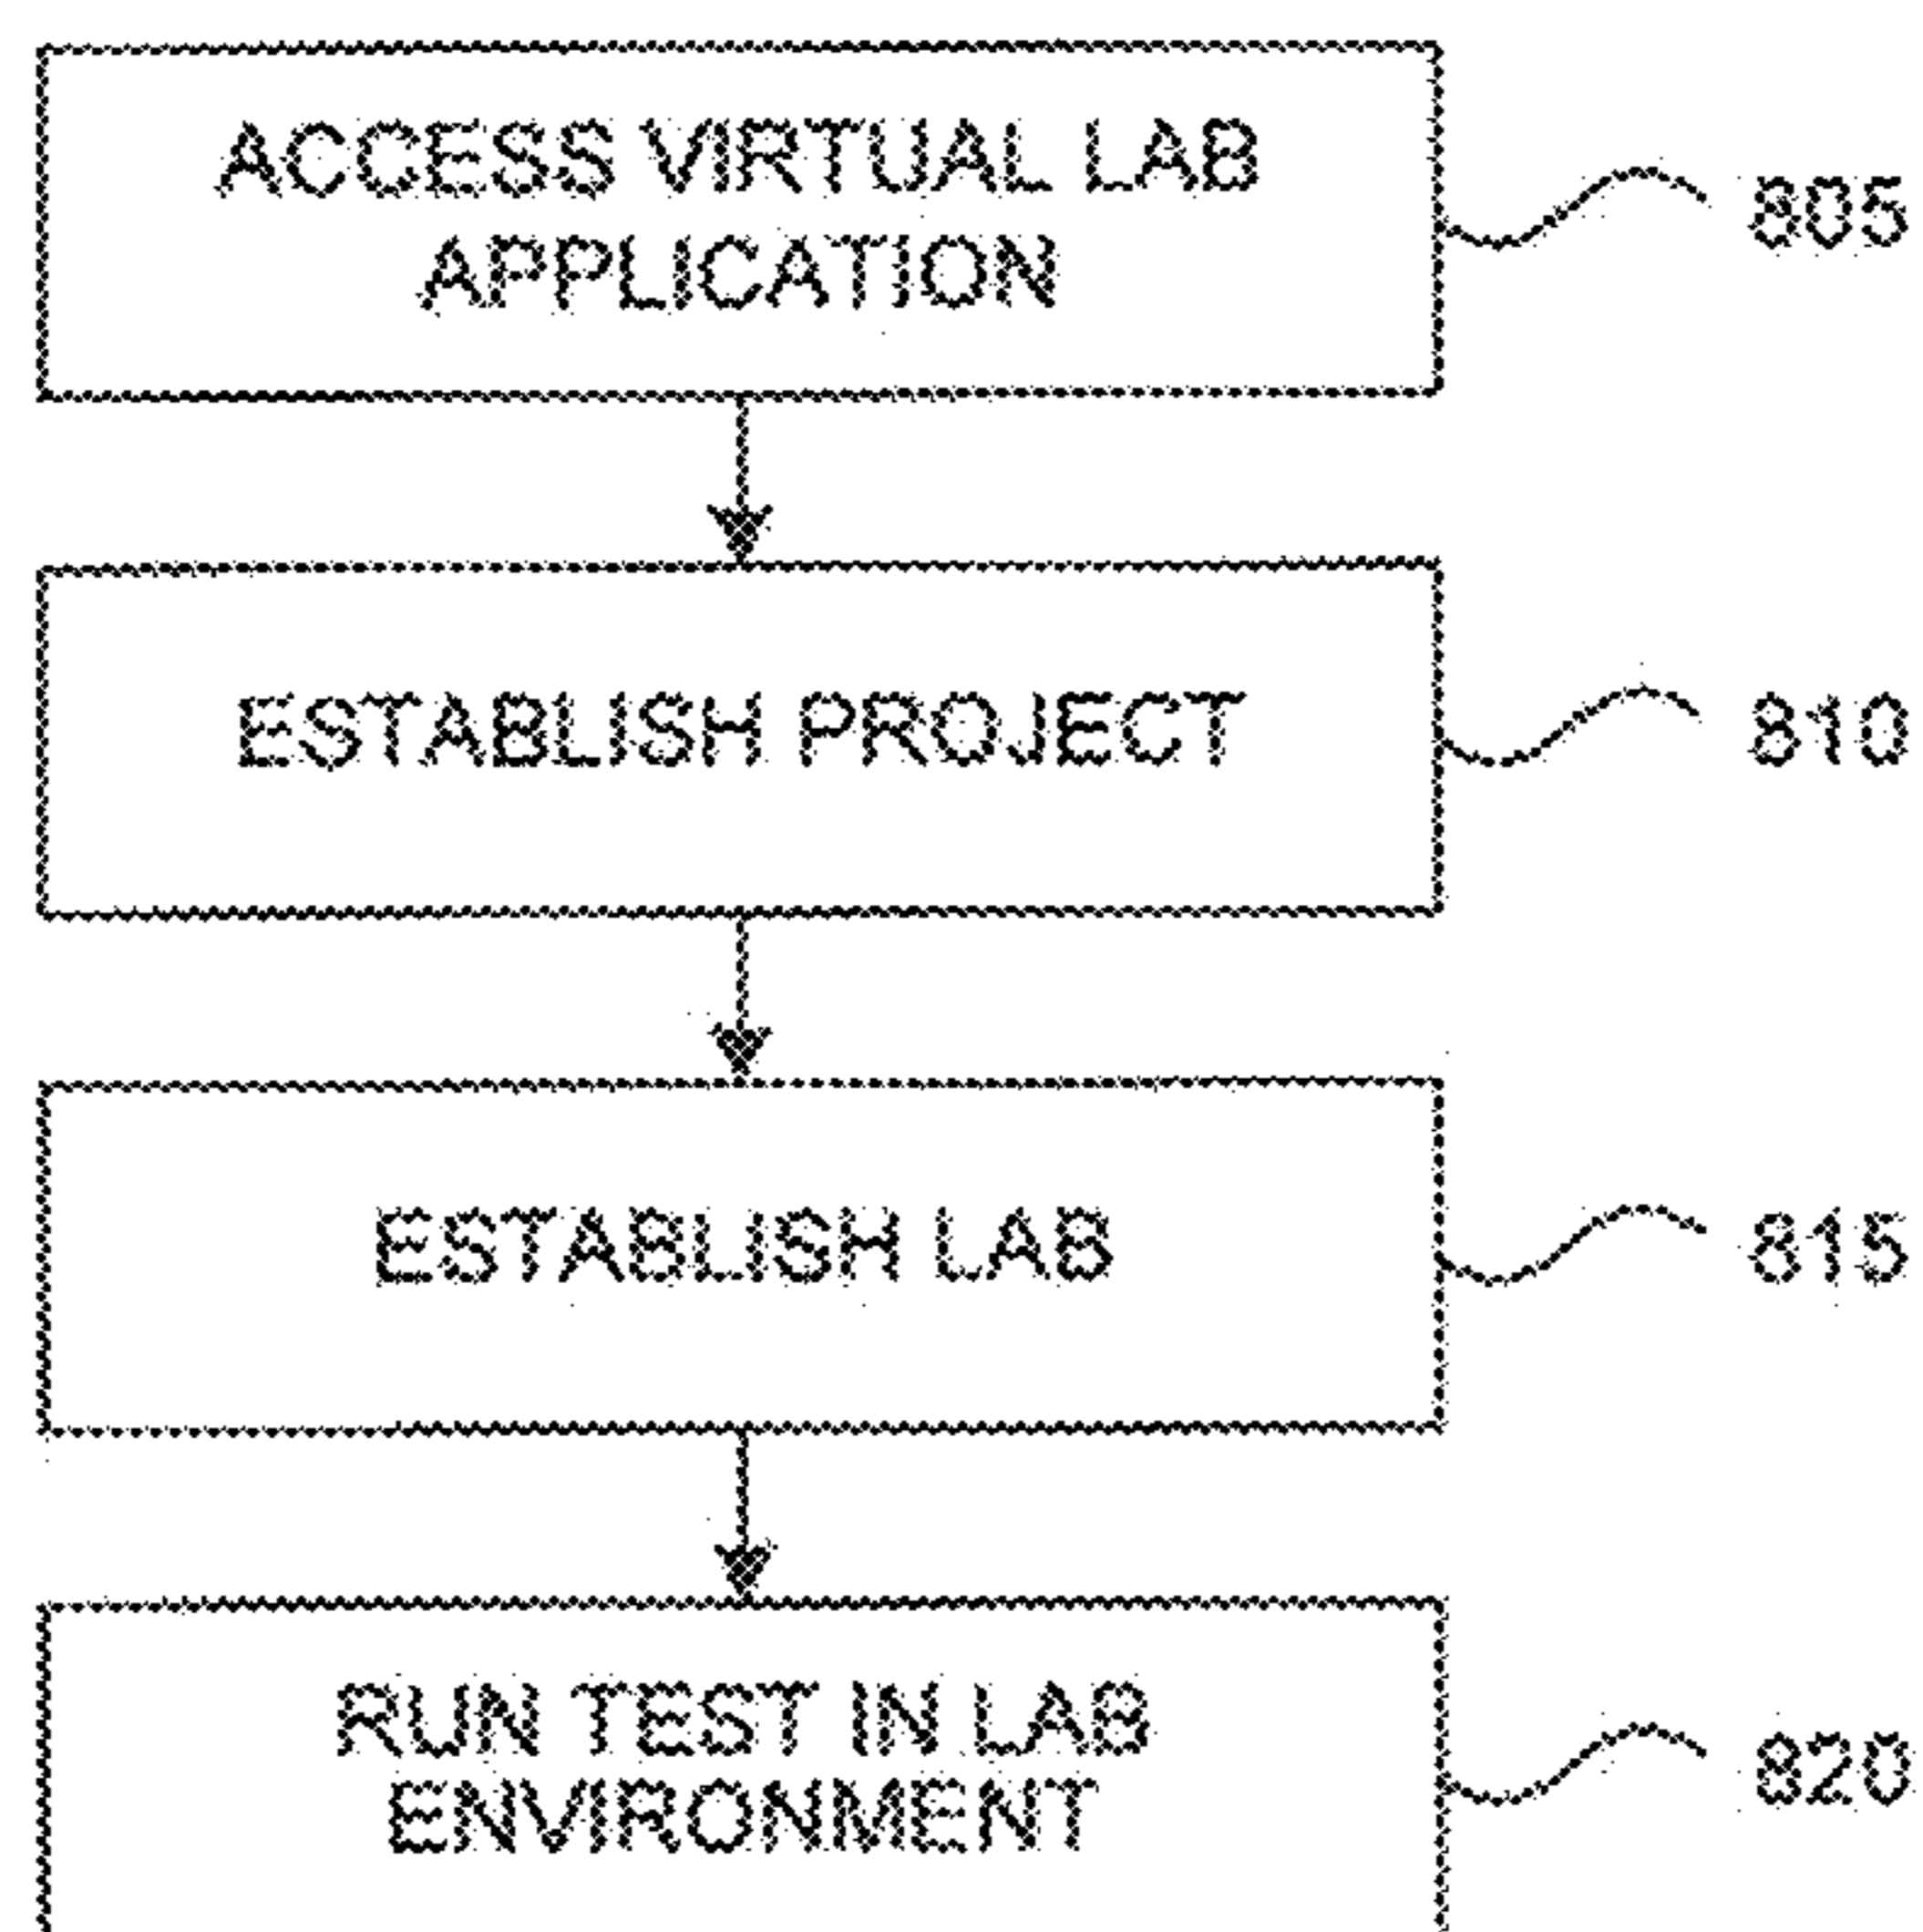 ACCESS VIRTUAL LAB
APPLICATION
805
ESTABLISH PROJECT
810
ESTABLISH LAB
815
RUN TEST IN LAB
ENVIRONMENT
820